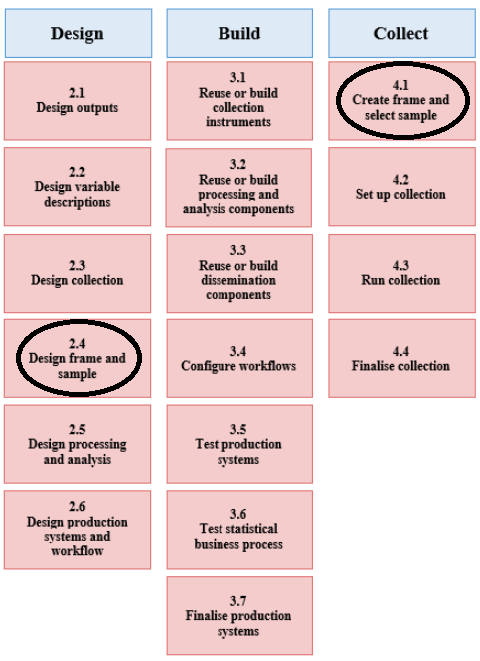 Design
2.1
Design outputs
2.2
Design variable
descriptions
2.3
Design collection
2.4
Design frame and
sample
2.5
Design processing
and analysis
2.6
Design production
systems and
workflow
Build
3.1
Reuse or build
collection
instruments
3.2
Reuse or build
processing and
analysis components
3.3
Reuse or build
dissemination
components
3.4
Configure workflows
3.5
Test production
systems
3.6
Test statistical
business process
3.7
Finalise production
systems
Collect
4.1
Create frame and
select sample
4.2
Set up collection
4.3
Run collection
4.4
Finalise collection